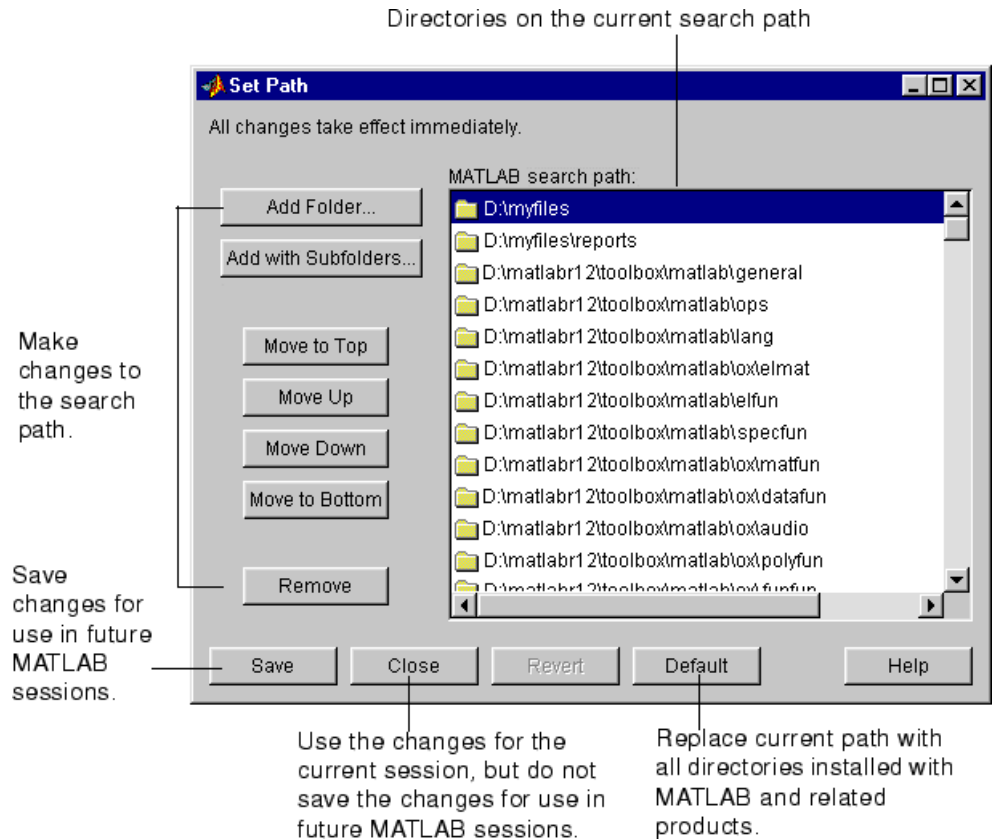 Directories on the current search path
Set Path
All changes take effect immediately.
MATLAB search path:
Add Folder...
Add with Subfolders...
Move to Top
Move Up
Move Down
Move to Bottom
Remove
D:\myfiles
D:\myfiles\reports
D:\matlabr12\toolbox\matlab\general
D:\matlabr12\toolbox\matlab\ops
D:\matlabr12\toolbox\matlab\lang
D:\matlabr12\toolbox\matlab\ox\elmat
D:\matlabr12\toolbox\matlab\elfun
D:\matlabr12\toolbox\matlab\specfun
D:\matlabr12\toolbox\matlab\ox\matfun
D:\matlabr12\toolbox\matlab\ox\datafun
D:\matlabr12\toolbox\matlab\ox\audio
D:\matlabr12\toolbox\matlab\ox\polyfun
D:\matlabr12\toolbox\matlab\ox\funfun
Make
changes to
the search
path.
Save
changes for
use in future
MATLAB
sessions.
Save
Close
Revert
Default
Help
Use the changes for the
current session, but do not
save the changes for use in
future MATLAB sessions.
Replace current path with
all directories installed with
MATLAB and related
products.